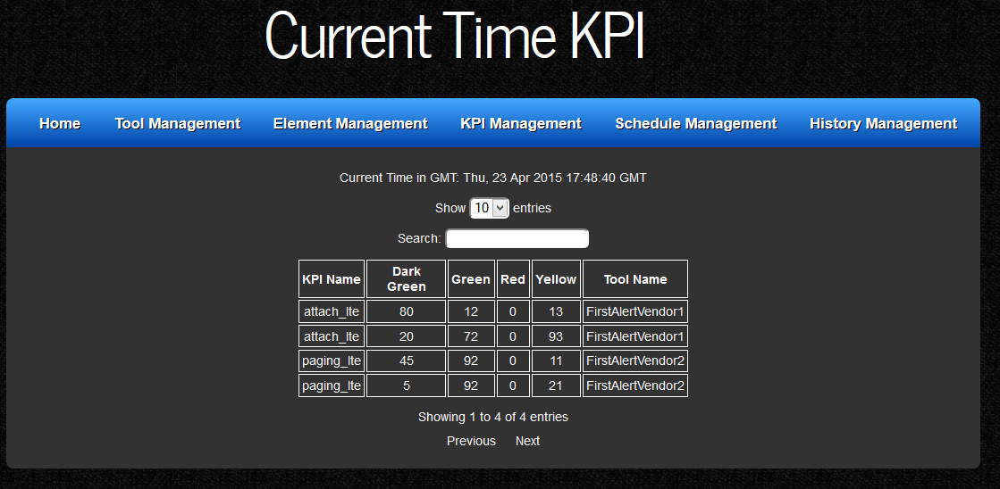 Current Time KPI
Home Tool Management Element Management KPI Management Schedule Management History Management
Current Time in GMT: Thu, 23 Apr 2015 17:48:40 GMT
Show 10 entries
Search:
KPI Name Dark Green Green Red Yellow Tool Name
attach_lte 80 12 0 13 FirstAlertVendor1
attach_lte 20 72 0 93 FirstAlertVendor1
paging_lte 45 92 0 11 FirstAlertVendor2
paging_lte 5 92 0 21 FirstAlertVendor2
Showing 1 to 4 of 4 entries
Previous Next